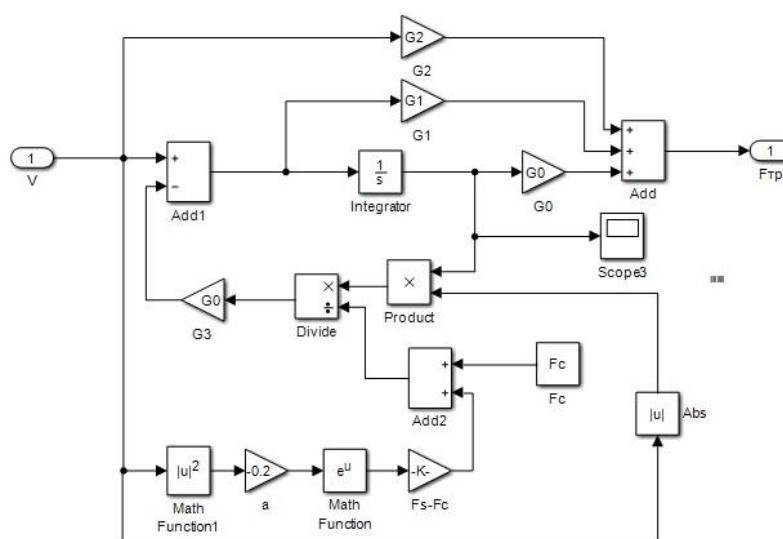 G2
G2
G1
G1
1
V
+
−
Add1
1
s
Integrator
G0
G0
+
+
+
Add
1
Fтр
Scope3
G0
G3
×
÷
Divide
×
Product
+
+
Add2
Fc
Fc
|u|
Abs
|u|2
Math
Function1
-0.2
a
eu
Math
Function
-K-
Fs-Fc